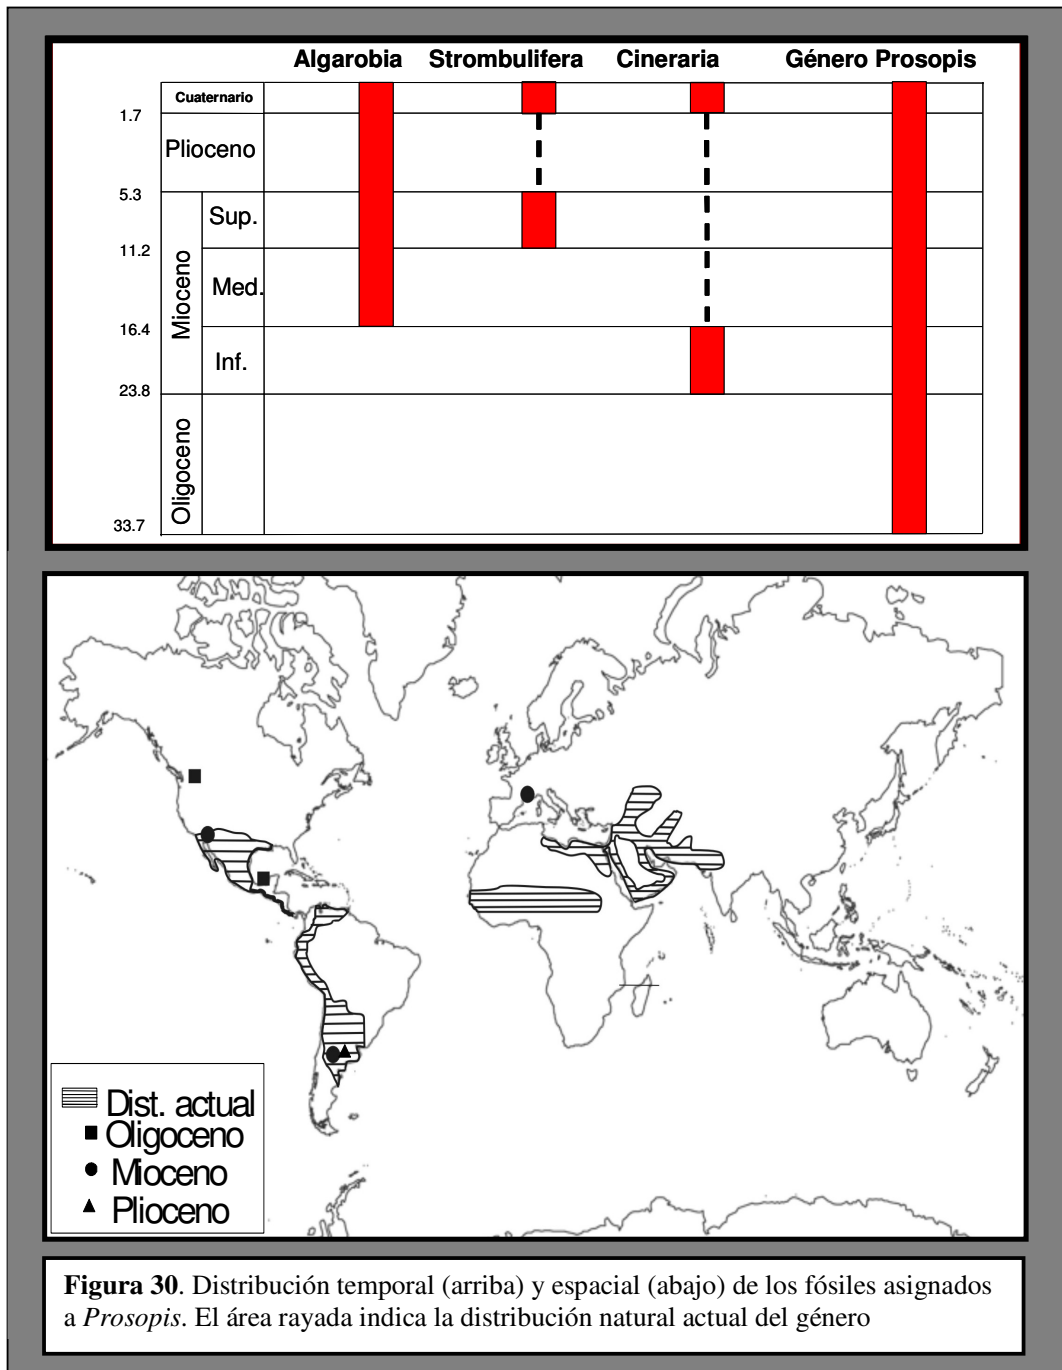 Algarobia Strombulifera Cineraria Género Prosopis
Cuaternario
1.7
Plioceno
5.3
Sup.
11.2
Mioceno
Med.
16.4
Inf.
23.8
Oligoceno
33.7
Dist. actual
Oligoceno
Mioceno
Plioceno
Figura 30. Distribución temporal (arriba) y espacial (abajo) de los fósiles asignados
a Prosopis. El área rayada indica la distribución natural actual del género